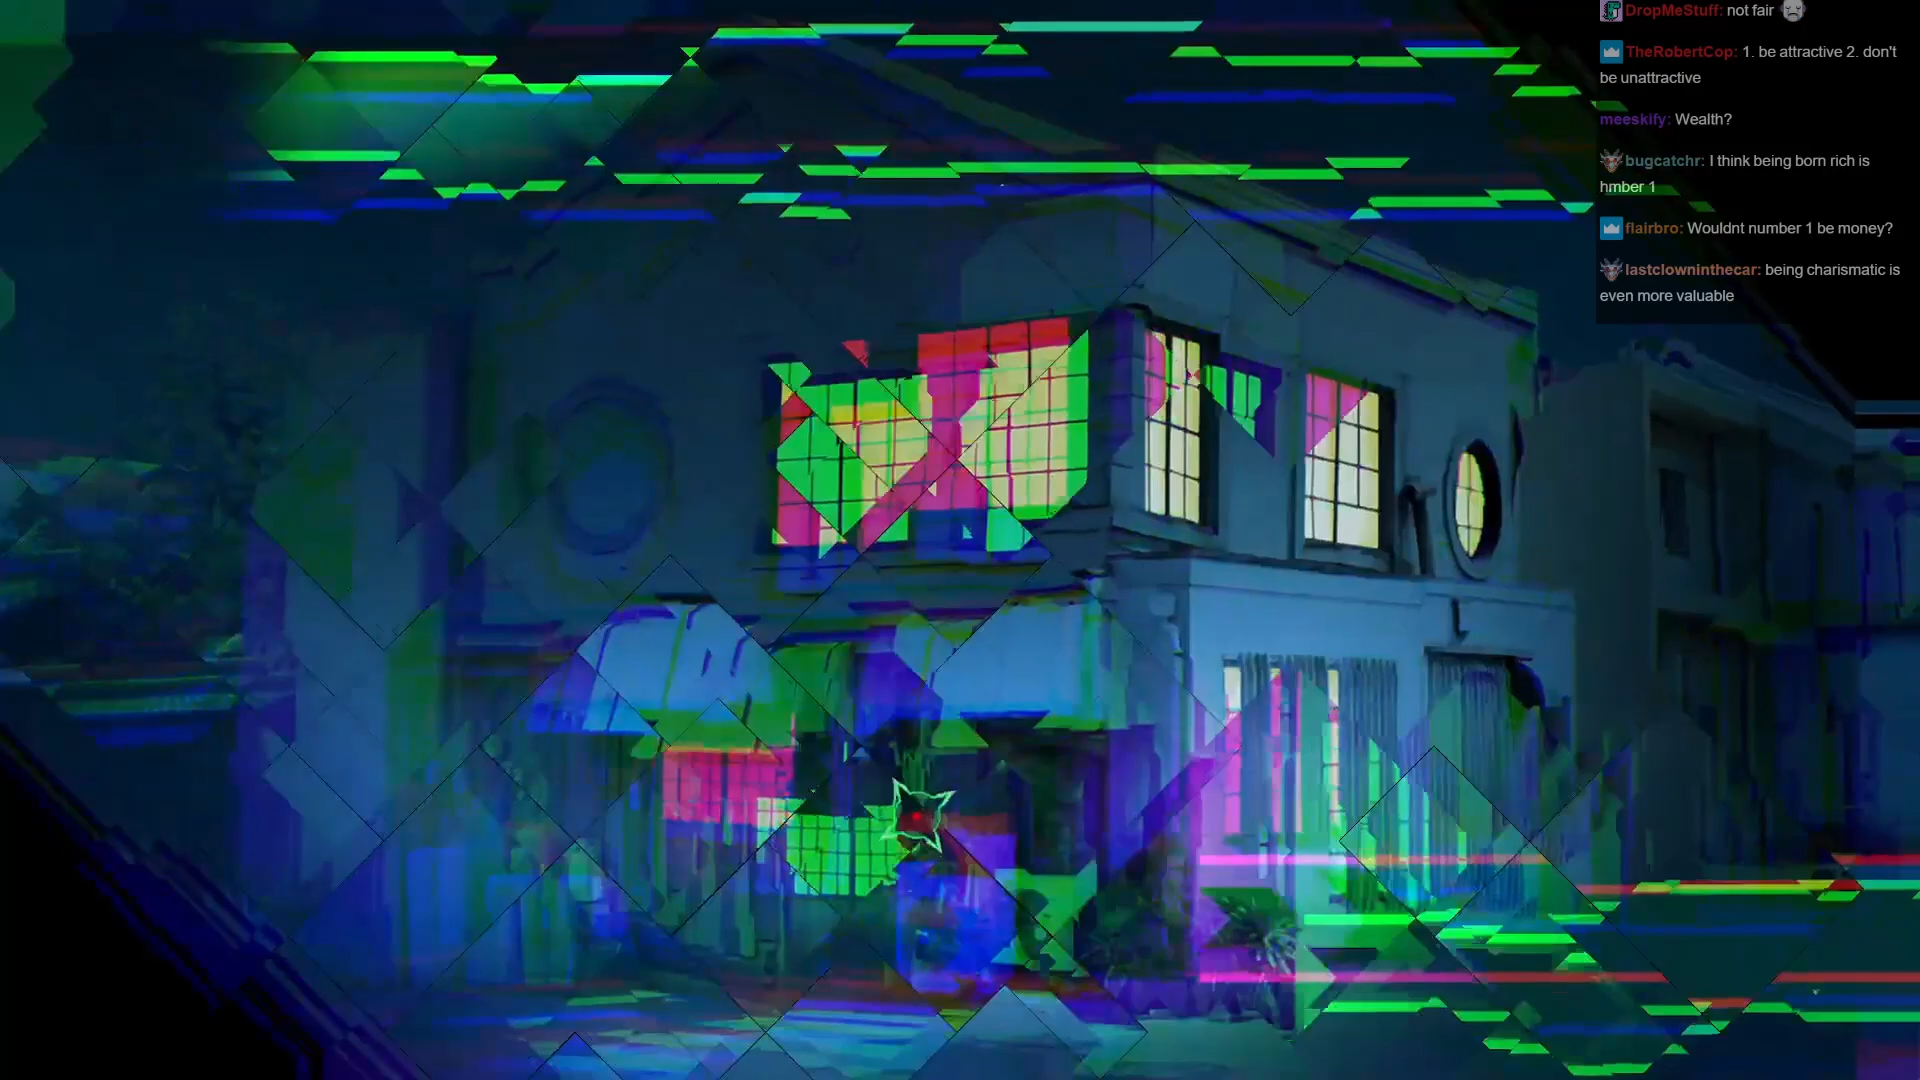 DropMeStuff: not fair
TheRobertCop: 1. be attractive 2. don't
be unattractive
meeskify: Wealth?
bugcatchr: I think being born rich is
hmber 1
flairbro: Wouldnt number 1 be money?
lastclowninthecar: being charismatic is
even more valuable